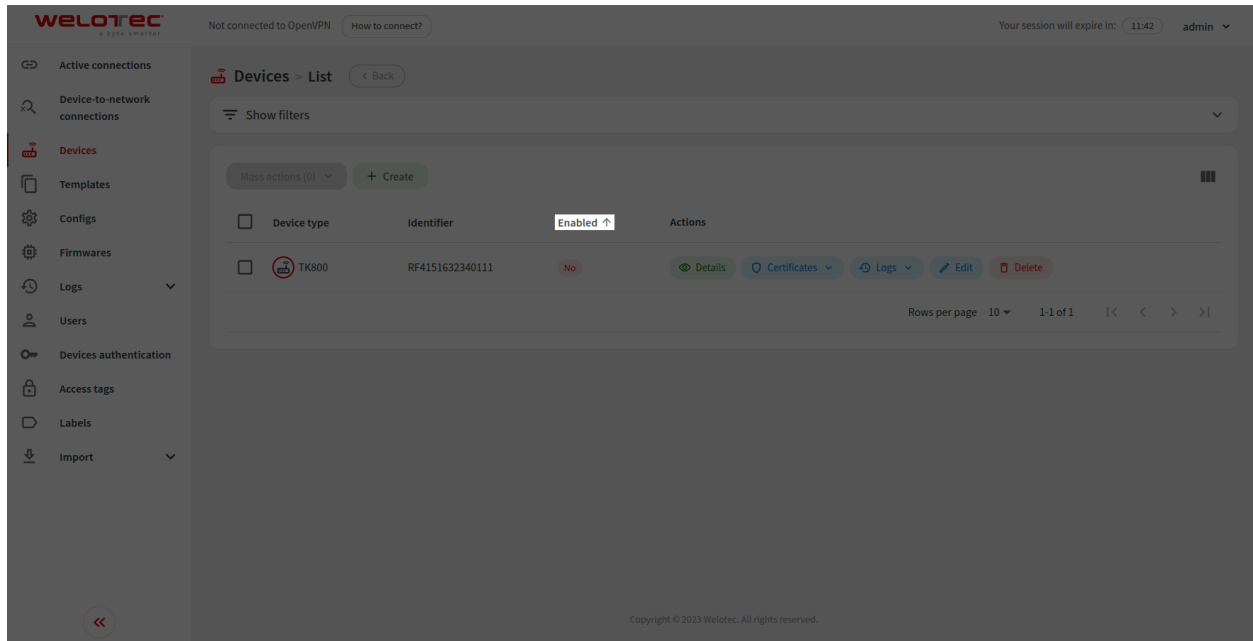 welotec
a byte smarter
Not connected to OpenVPN
How to connect?
Your session will expire in:
11:42
admin
Active connections
Device-to-network
connections
Devices
Templates
Configs
Firmwares
Logs
Users
Devices authentication
Access tags
Labels
Import
Devices > List
< Back
Show filters
Mass actions (0)
+ Create
Device type Identifier Enabled ↑ Actions
TK800 RF4151632340111 No Details Certificates Logs Edit Delete
Rows per page 10 1-1 of 1
Copyright © 2023 Welotec. All rights reserved.